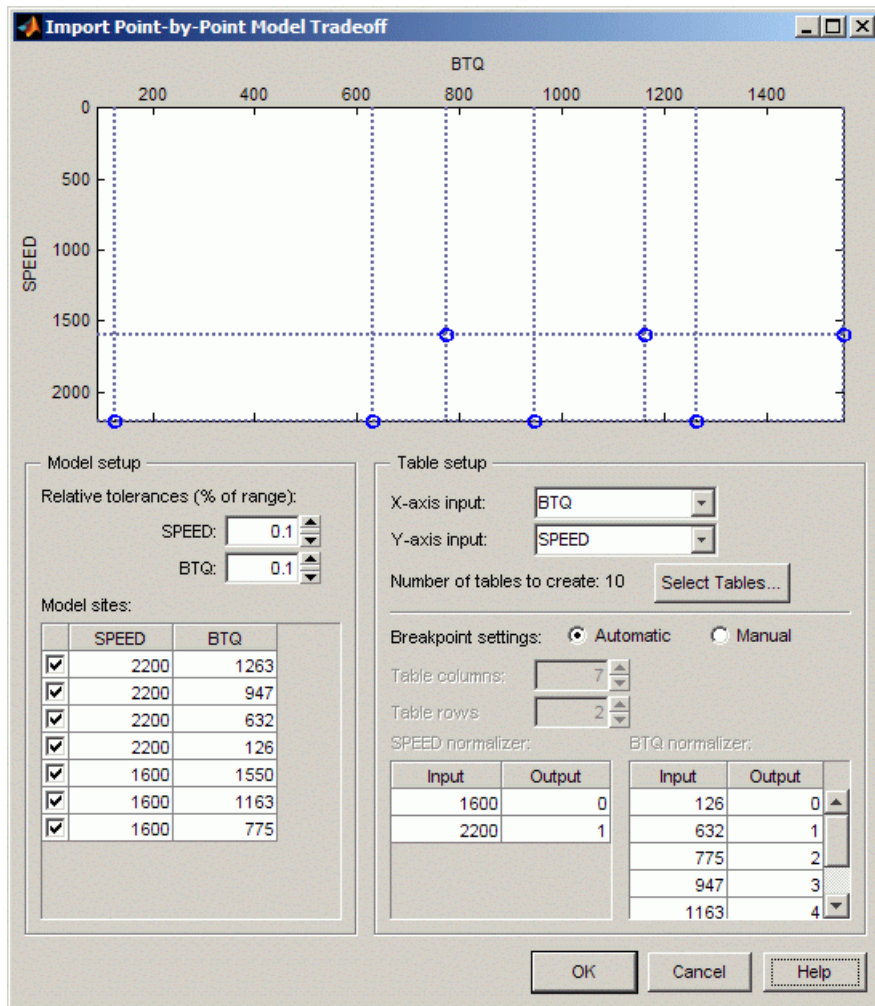 Import Point-by-Point Model Tradeoff
BTQ
200 400 600 800 1000 1200 1400
0
500
1000
1500
2000
SPEED
Model setup
Relative tolerances (% of range):
SPEED: 0.1
BTQ: 0.1
Model sites:
SPEED BTQ
2200 1263
2200 947
2200 632
2200 126
1600 1550
1600 1163
1600 775
Table setup
X-axis input: BTQ
Y-axis input: SPEED
Number of tables to create: 10 Select Tables...
Breakpoint settings: Automatic Manual
Table columns: 7
Table rows 2
SPEED normalizer:
Input Output
1600 0
2200 1
BTQ normalizer:
Input Output
126 0
632 1
775 2
947 3
1163 4
OK Cancel Help